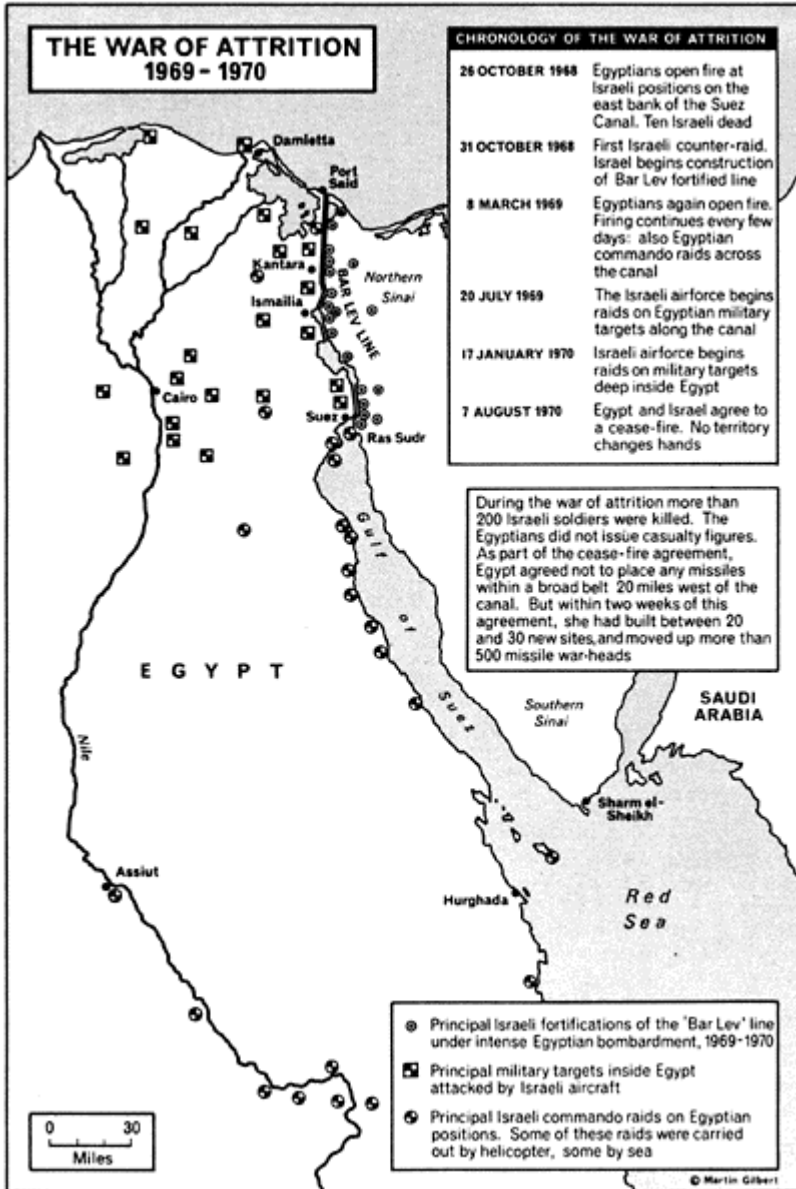 THE WAR OF ATTRITION
1969 – 1970
CHRONOLOGY OF THE WAR OF ATTRITION
26 OCTOBER 1968 Egyptians open fire at
Israeli positions on the
east bank of the Suez
Canal. Ten Israeli dead
31 OCTOBER 1968 First Israeli counter-raid.
Israel begins construction
of Bar Lev fortified line
8 MARCH 1969 Egyptians again open fire.
Firing continues every few
days: also Egyptian
commando raids across
the canal
20 JULY 1969 The Israeli airforce begins
raids on Egyptian military
targets along the canal
17 JANUARY 1970 Israeli airforce begins
raids on military targets
deep inside Egypt
7 AUGUST 1970 Egypt and Israel agree to
a cease-fire. No territory
changes hands
During the war of attrition more than
200 Israeli soldiers were killed. The
Egyptians did not issue casualty figures.
As part of the cease-fire agreement,
Egypt agreed not to place any missiles
within a broad belt 20 miles west of the
canal. But within two weeks of this
agreement, she had built between 20
and 30 new sites, and moved up more than
500 missile war-heads
Damietta
Port
Said
Kantara
Ismailia
BAR LEV LINE
Northern
Sinai
Cairo
Suez
Ras Sudr
Gulf
of
Suez
EGYPT
Nile
Southern
Sinai
SAUDI
ARABIA
Sharm el-
Sheikh
Assiut
Hurghada
Red
Sea
Principal Israeli fortifications of the 'Bar Lev' line
under intense Egyptian bombardment, 1969-1970
Principal military targets inside Egypt
attacked by Israeli aircraft
Principal Israeli commando raids on Egyptian
positions. Some of these raids were carried
out by helicopter, some by sea
0 30
Miles
© Martin Gilbert